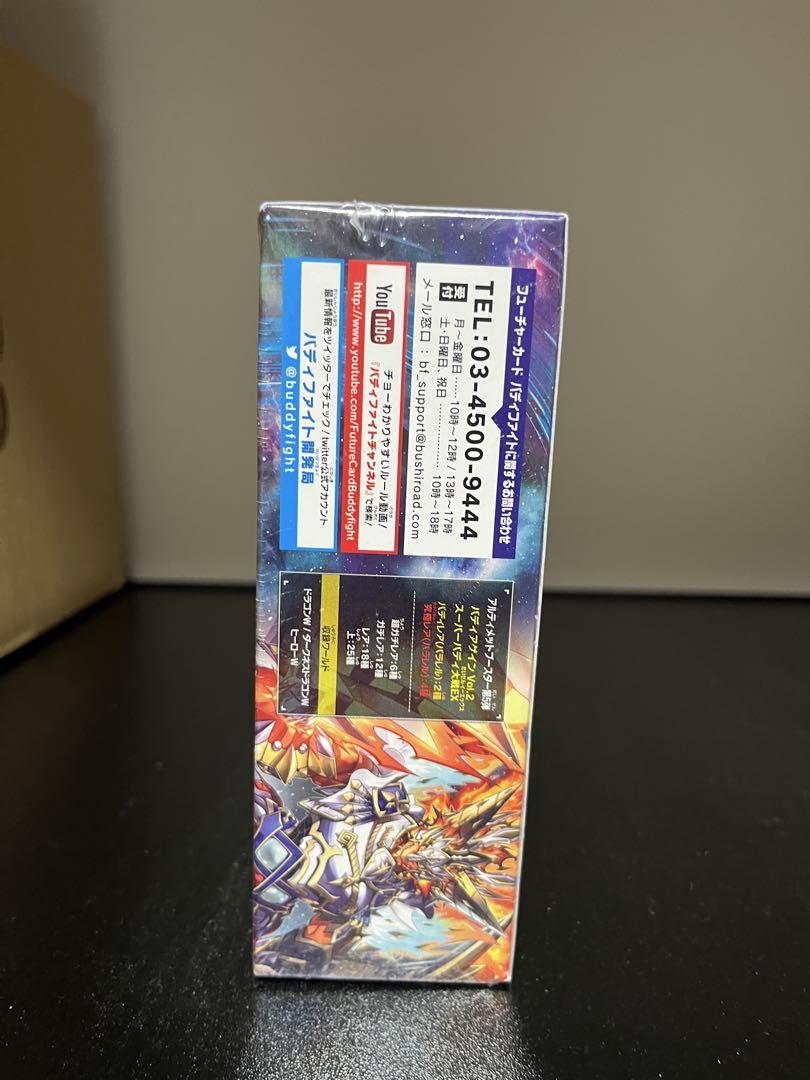 フューチャーカード バディファイトに関するお問い合わせ
TEL:03-4500-9444
受付 月~金曜日……10時~12時/13時~17時
土・日曜日 祝日……………10時~18時
メール窓口:bf_support@bushiroad.com
YouTube
チョーわかりやすいルール動画!
『バディファイトチャンネル』で検索!
http://www.youtube.com/FutureCardBuddyfight
最新情報をツイッターでチェック!twitter公式アカウント
バディファイト開発局
@buddyfight
アルティメットブースター第5弾
バディアゲイン Vol.2
スーパーバディ大戦EX
バディレア(パラレル):2種
究極レア(パラレル):4種
超ガチレア:6種
ガチレア:12種
レア:18種
上:25種
収録ワールド
ドラゴンW/ダークネスドラゴンW
ヒーローW